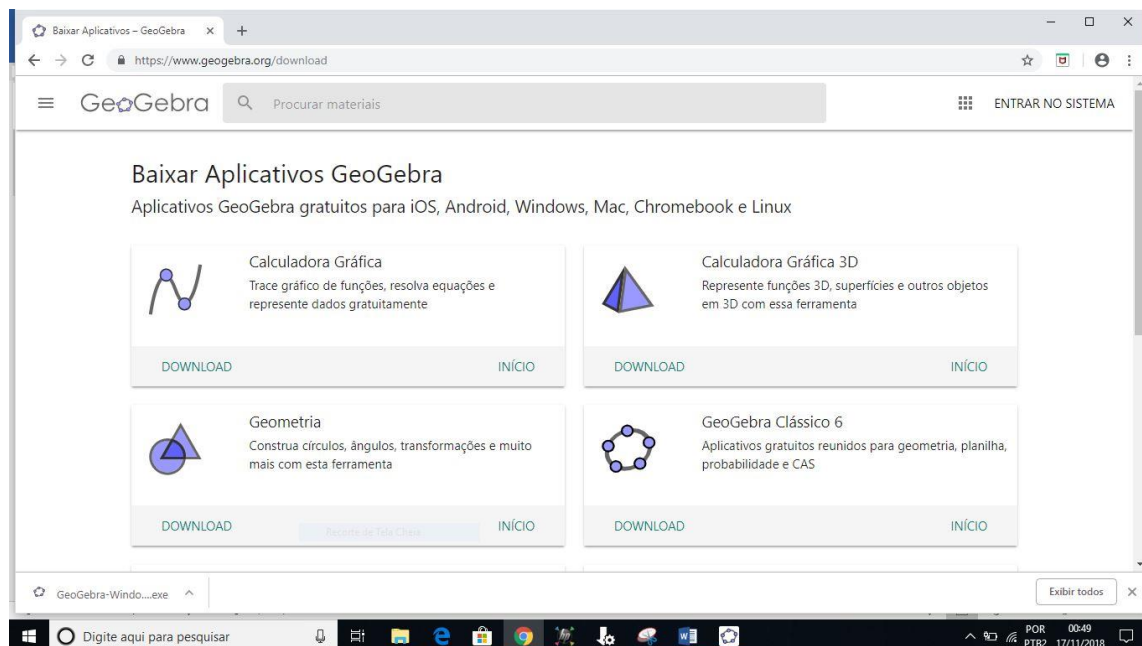 Baixar Aplicativos – GeoGebra
https://www.geogebra.org/download
GeoGebra
Procurar materiais
ENTRAR NO SISTEMA
Baixar Aplicativos GeoGebra
Aplicativos GeoGebra gratuitos para iOS, Android, Windows, Mac, Chromebook e Linux
Calculadora Gráfica
Trace gráfico de funções, resolva equações e
represente dados gratuitamente
DOWNLOAD
INÍCIO
Calculadora Gráfica 3D
Represente funções 3D, superfícies e outros objetos
em 3D com essa ferramenta
DOWNLOAD
INÍCIO
Geometria
Construa círculos, ângulos, transformações e muito
mais com esta ferramenta
DOWNLOAD
Recorte de Tela Cheia
INÍCIO
GeoGebra Clássico 6
Aplicativos gratuitos reunidos para geometria, planilha,
probabilidade e CAS
DOWNLOAD
INÍCIO
GeoGebra-Windo....exe
Exibir todos
Digite aqui para pesquisar
POR
PTB2
00:49
17/11/2018